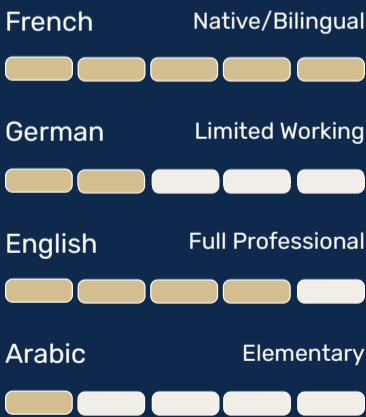 French Native/Bilingual
German Limited Working
English Full Professional
Arabic Elementary